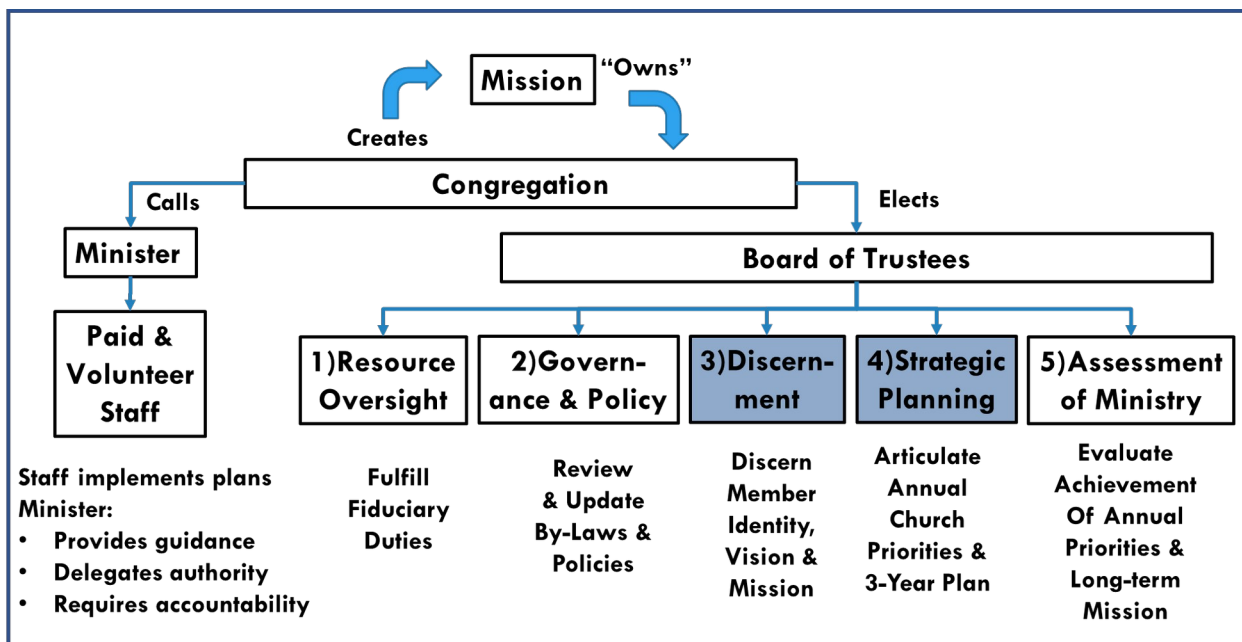 Mission
“Owns”
Creates
Congregation
Calls
Elects
Minister
Board of Trustees
Paid &
Volunteer
Staff
1)Resource
Oversight
2)Govern-
ance & Policy
3)Discern-
ment
4)Strategic
Planning
5)Assessment
of Ministry
Staff implements plans
Minister:
• Provides guidance
• Delegates authority
• Requires accountability
Fulfill
Fiduciary
Duties
Review
& Update
By-Laws &
Policies
Discern
Member
Identity,
Vision &
Mission
Articulate
Annual
Church
Priorities &
3-Year Plan
Evaluate
Achievement
Of Annual
Priorities &
Long-term
Mission